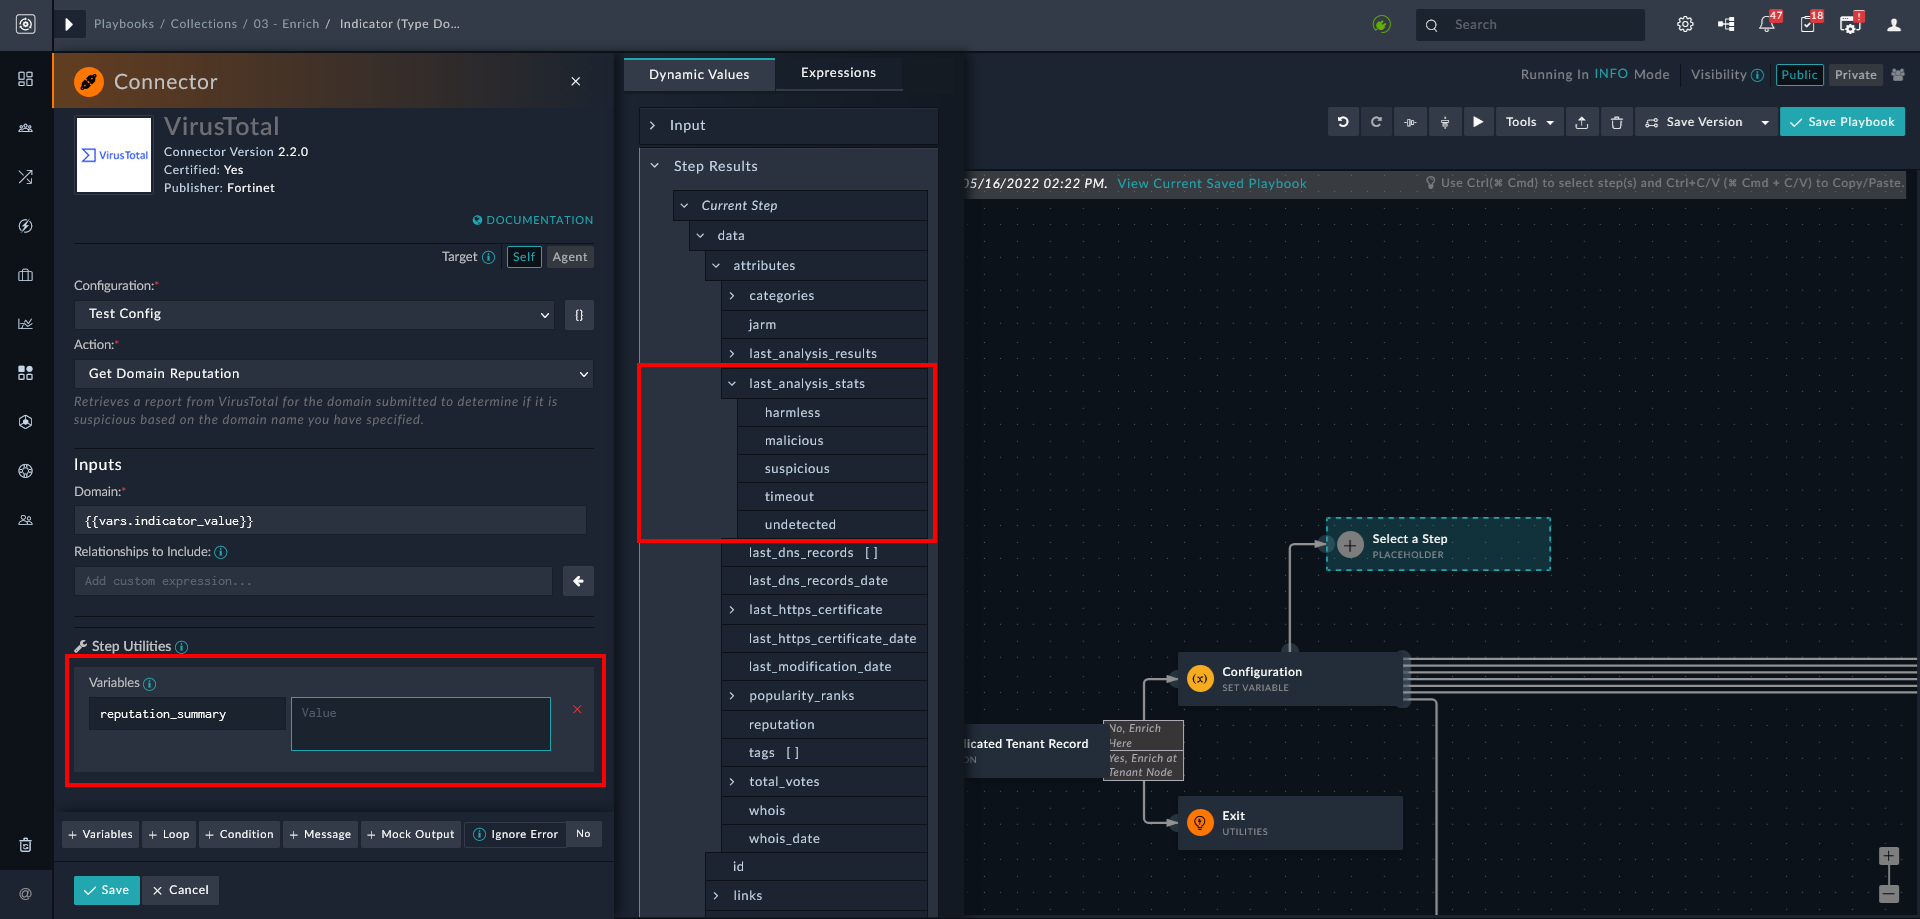 Playbooks / Collections / 03 - Enrich / Indicator (Type Do...
Search
47
18
!
Connector
VirusTotal
VirusTotal
Connector Version 2.2.0
Certified: Yes
Publisher: Fortinet
DOCUMENTATION
Target
Self
Agent
Configuration:*
Test Config
{}
Action:*
Get Domain Reputation
Retrieves a report from VirusTotal for the domain submitted to determine if it is
suspicious based on the domain name you have specified.
Inputs
Domain:*
{{vars.indicator_value}}
Relationships to Include:
Add custom expression...
Step Utilities
Variables
reputation_summary
Value
+ Variables
+ Loop
+ Condition
+ Message
+ Mock Output
Ignore Error
No
Save
Cancel
@
Dynamic Values
Expressions
Input
Step Results
Current Step
data
attributes
categories
jarm
last_analysis_results
last_analysis_stats
harmless
malicious
suspicious
timeout
undetected
last_dns_records [ ]
last_dns_records_date
last_https_certificate
last_https_certificate_date
last_modification_date
popularity_ranks
reputation
tags [ ]
total_votes
whois
whois_date
id
links
Running In INFO Mode
Visibility
Public
Private
Tools
Save Version
Save Playbook
05/16/2022 02:22 PM. View Current Saved Playbook
Use Ctrl(⌘ Cmd) to select step(s) and Ctrl+C/V (⌘ Cmd + C/V) to Copy/Paste.
Select a Step
PLACEHOLDER
(x)
Configuration
SET VARIABLE
licated Tenant Record
ON
No, Enrich
Here
Yes, Enrich at
Tenant Node
Exit
UTILITIES